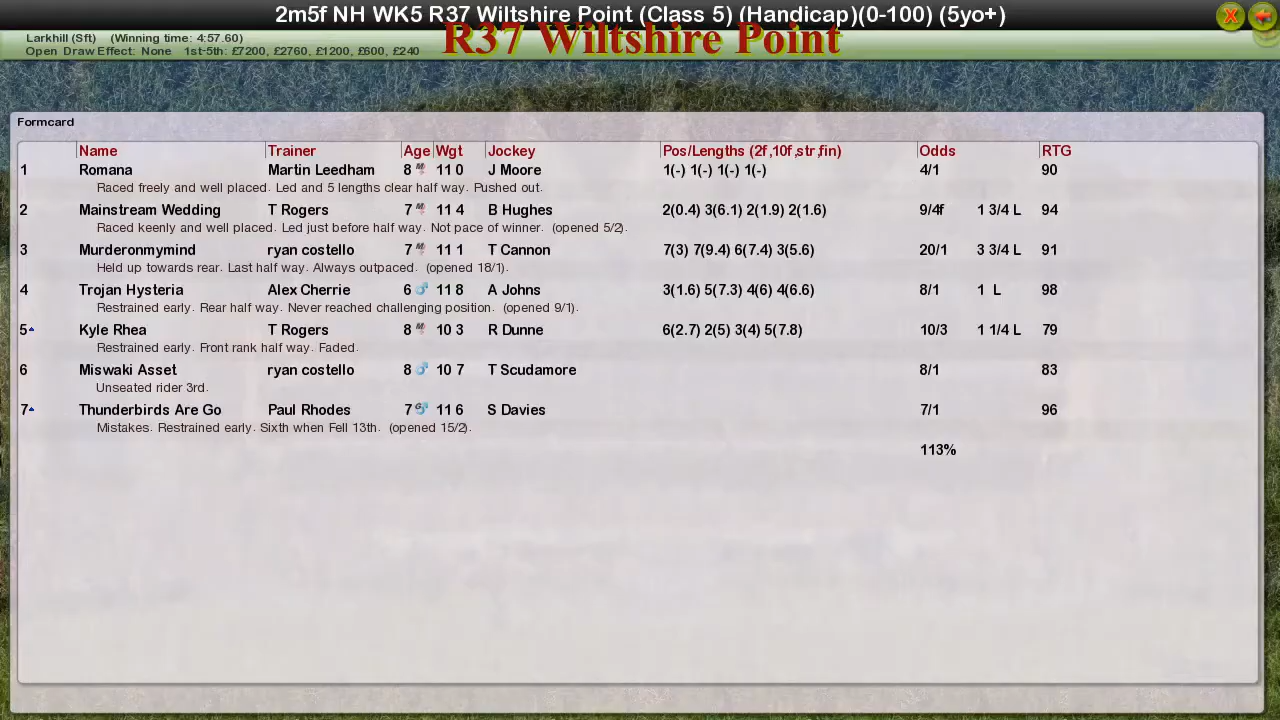 2m5f NH WK5 R37 Wiltshire Point (Class 5) (Handicap)(0-100) (5yo+)
R37 Wiltshire Point
Larkhill (Sft) (Winning time: 4:57.60)
Open Draw Effect: None 1st-5th: £7200, £2760, £1200, £600, £240
Formcard
Name Trainer Age Wgt Jockey Pos/Lengths (2f,10f,str,fin) Odds RTG
1 Romana Martin Leedham 8 11 0 J Moore 1(-) 1(-) 1(-) 1(-) 4/1 90
Raced freely and well placed. Led and 5 lengths clear half way. Pushed out.
2 Mainstream Wedding T Rogers 7 11 4 B Hughes 2(0.4) 3(6.1) 2(1.9) 2(1.6) 9/4f 1 3/4 L 94
Raced keenly and well placed. Led just before half way. Not pace of winner. (opened 5/2).
3 Murderonmymind ryan costello 7 11 1 T Cannon 7(3) 7(9.4) 6(7.4) 3(5.6) 20/1 3 3/4 L 91
Held up towards rear. Last half way. Always outpaced. (opened 18/1).
4 Trojan Hysteria Alex Cherrie 6 11 8 A Johns 3(1.6) 5(7.3) 4(6) 4(6.6) 8/1 1 L 98
Restrained early. Rear half way. Never reached challenging position. (opened 9/1).
5 Kyle Rhea T Rogers 8 10 3 R Dunne 6(2.7) 2(5) 3(4) 5(7.8) 10/3 1 1/4 L 79
Restrained early. Front rank half way. Faded.
6 Miswaki Asset ryan costello 8 10 7 T Scudamore 8/1 83
Unseated rider 3rd.
7 Thunderbirds Are Go Paul Rhodes 7 11 6 S Davies 7/1 96
Mistakes. Restrained early. Sixth when Fell 13th. (opened 15/2).
113%